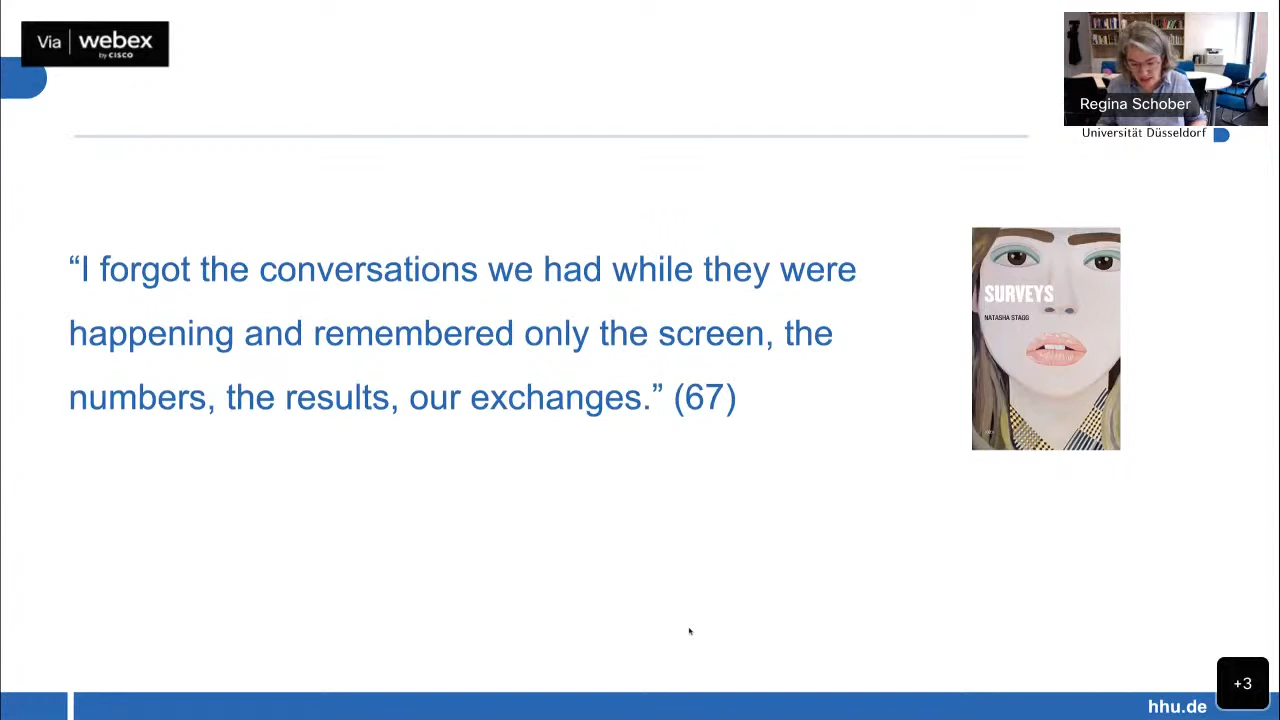 Via webex
by CISCO
Regina Schober
Universität Düsseldorf
“I forgot the conversations we had while they were
happening and remembered only the screen, the
numbers, the results, our exchanges.” (67)
SURVEYS
NATASHA STAGG
+3
hhu.de